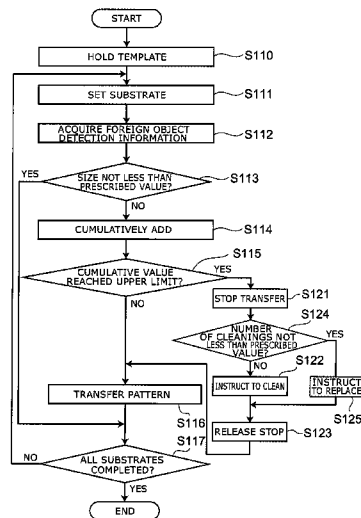 START
HOLD TEMPLATE
S110
SET SUBSTRATE
S111
ACQUIRE FOREIGN OBJECT
DETECTION INFORMATION
S112
YES
SIZE NOT LESS THAN
PRESCRIBED VALUE?
S113
NO
CUMULATIVELY ADD
S114
CUMULATIVE VALUE
REACHED UPPER LIMIT?
S115
YES
NO
STOP TRANSFER
S121
NUMBER
OF CLEANINGS NOT
LESS THAN PRESCRIBED
VALUE?
S124
NO
YES
S122
INSTRUCT TO CLEAN
INSTRUCT
TO REPLACE
S125
TRANSFER PATTERN
S116
RELEASE STOP
S123
S117
NO
ALL SUBSTRATES
COMPLETED?
YES
END